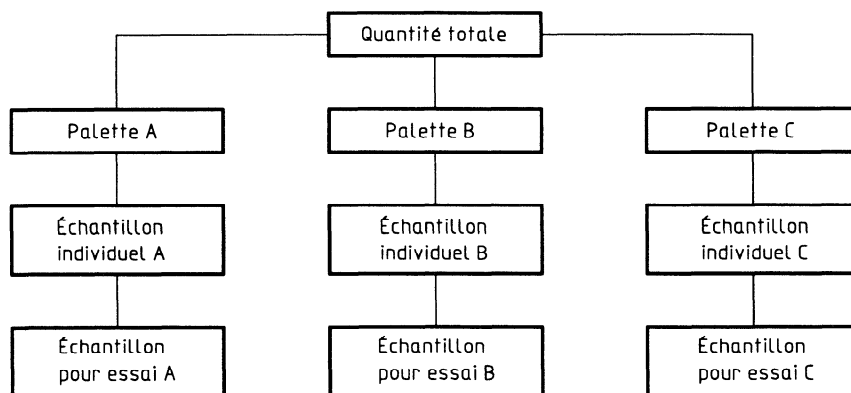 Quantité totale
Palette A
Palette B
Palette C
Échantillon
individuel A
Échantillon
individuel B
Échantillon
individuel C
Échantillon
pour essai A
Échantillon
pour essai B
Échantillon
pour essai C